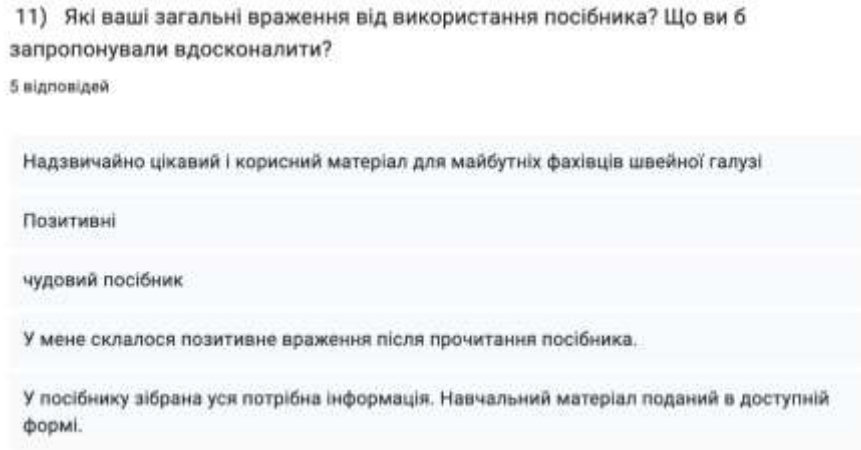 11) Які ваші загальні враження від використання посібника? Що ви б
запропонували вдосконалити?
5 відповідей
Надзвичайно цікавий і корисний матеріал для майбутніх фахівців швейної галузі
Позитивні
чудовий посібник
У мене склалося позитивне враження після прочитання посібника.
У посібнику зібрана уся потрібна інформація. Навчальний матеріал поданий в доступній
формі.